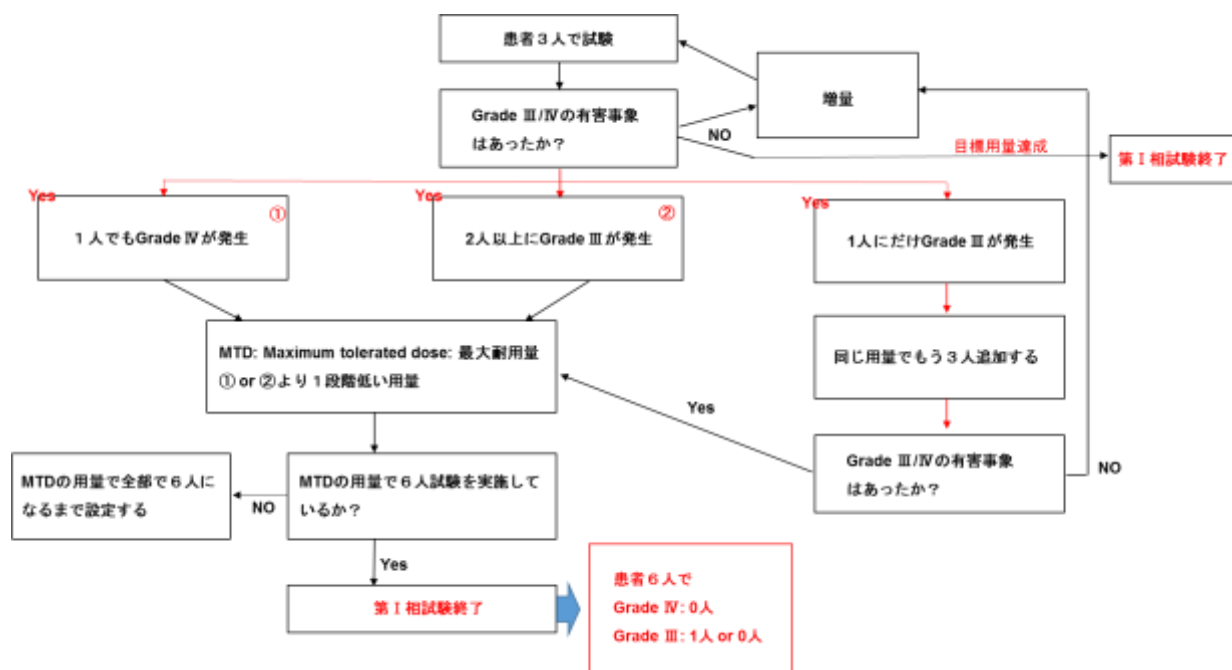 患者３人で試験
増量
Grade Ⅲ/Ⅳの有害事象
はあったか？
NO
目標用量達成
第Ⅰ相試験終了
Yes
①
１人でもGrade Ⅳが発生
Yes
②
2人以上にGrade Ⅲが発生
Yes
1人にだけGrade Ⅲが発生
MTD: Maximum tolerated dose: 最大耐用量
① or ②より１段階低い用量
同じ用量でもう３人追加する
Yes
Grade Ⅲ/Ⅳの有害事象
はあったか？
NO
MTDの用量で全部で６人に
なるまで設定する
NO
MTDの用量で６人試験を実施して
いるか？
Yes
第Ⅰ相試験終了
患者６人で
Grade Ⅳ: 0人
Grade Ⅲ: 1人 or 0人